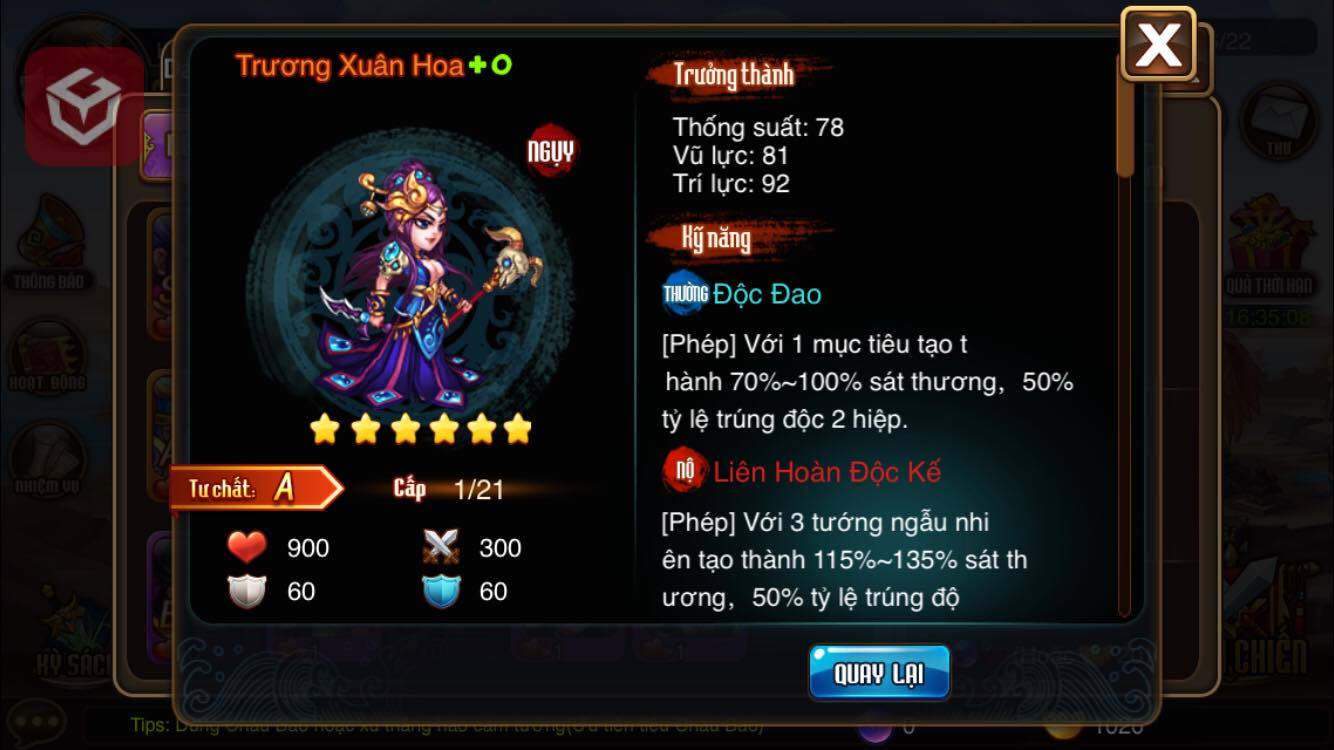 Trương Xuân Hoa+0
NGỤY
Tư chất: A
Cấp 1/21
900
300
60
60
Trưởng thành
Thống suất: 78
Vũ lực: 81
Trí lực: 92
Kỹ năng
THƯỜNG Độc Đao
[Phép] Với 1 mục tiêu tạo t
hành 70%~100% sát thương, 50%
tỷ lệ trúng độc 2 hiệp.
NỘ Liên Hoàn Độc Kế
[Phép] Với 3 tướng ngẫu nhi
ên tạo thành 115%~135% sát th
ương, 50% tỷ lệ trúng độ
X
QUAY LẠI
/22
THƯ
THÔNG BÁO
HOẠT ĐỘNG
NHIỆM VỤ
QUÀ THỜI HẠN
CHIẾN
Tips:
0
1020